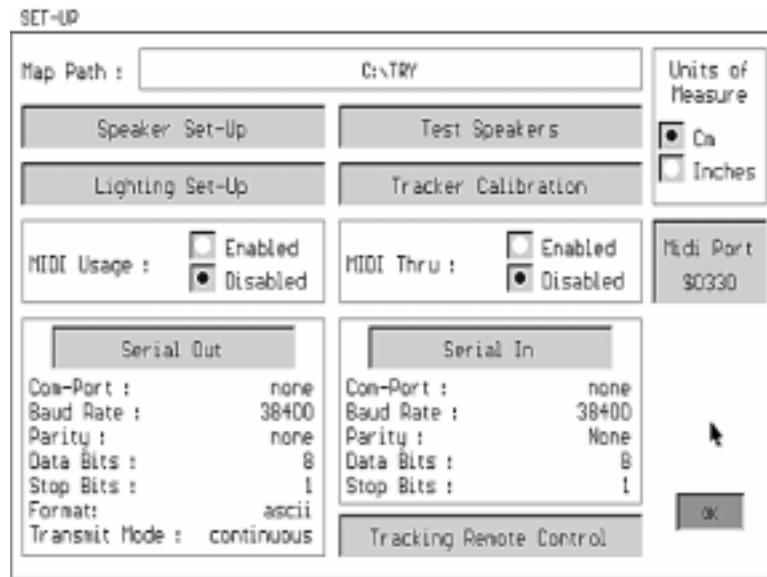 SET-UP
Map Path : C:\TRY
Units of
Measure
Cm
Inches
Speaker Set-Up
Test Speakers
Lighting Set-Up
Tracker Calibration
MIDI Usage :
Enabled
Disabled
MIDI Thru :
Enabled
Disabled
Midi Port
$0330
Serial Out
Com-Port : none
Baud Rate : 38400
Parity : none
Data Bits : 8
Stop Bits : 1
Format: ascii
Transmit Mode : continuous
Serial In
Com-Port : none
Baud Rate : 38400
Parity : None
Data Bits : 8
Stop Bits : 1
Tracking Remote Control
OK